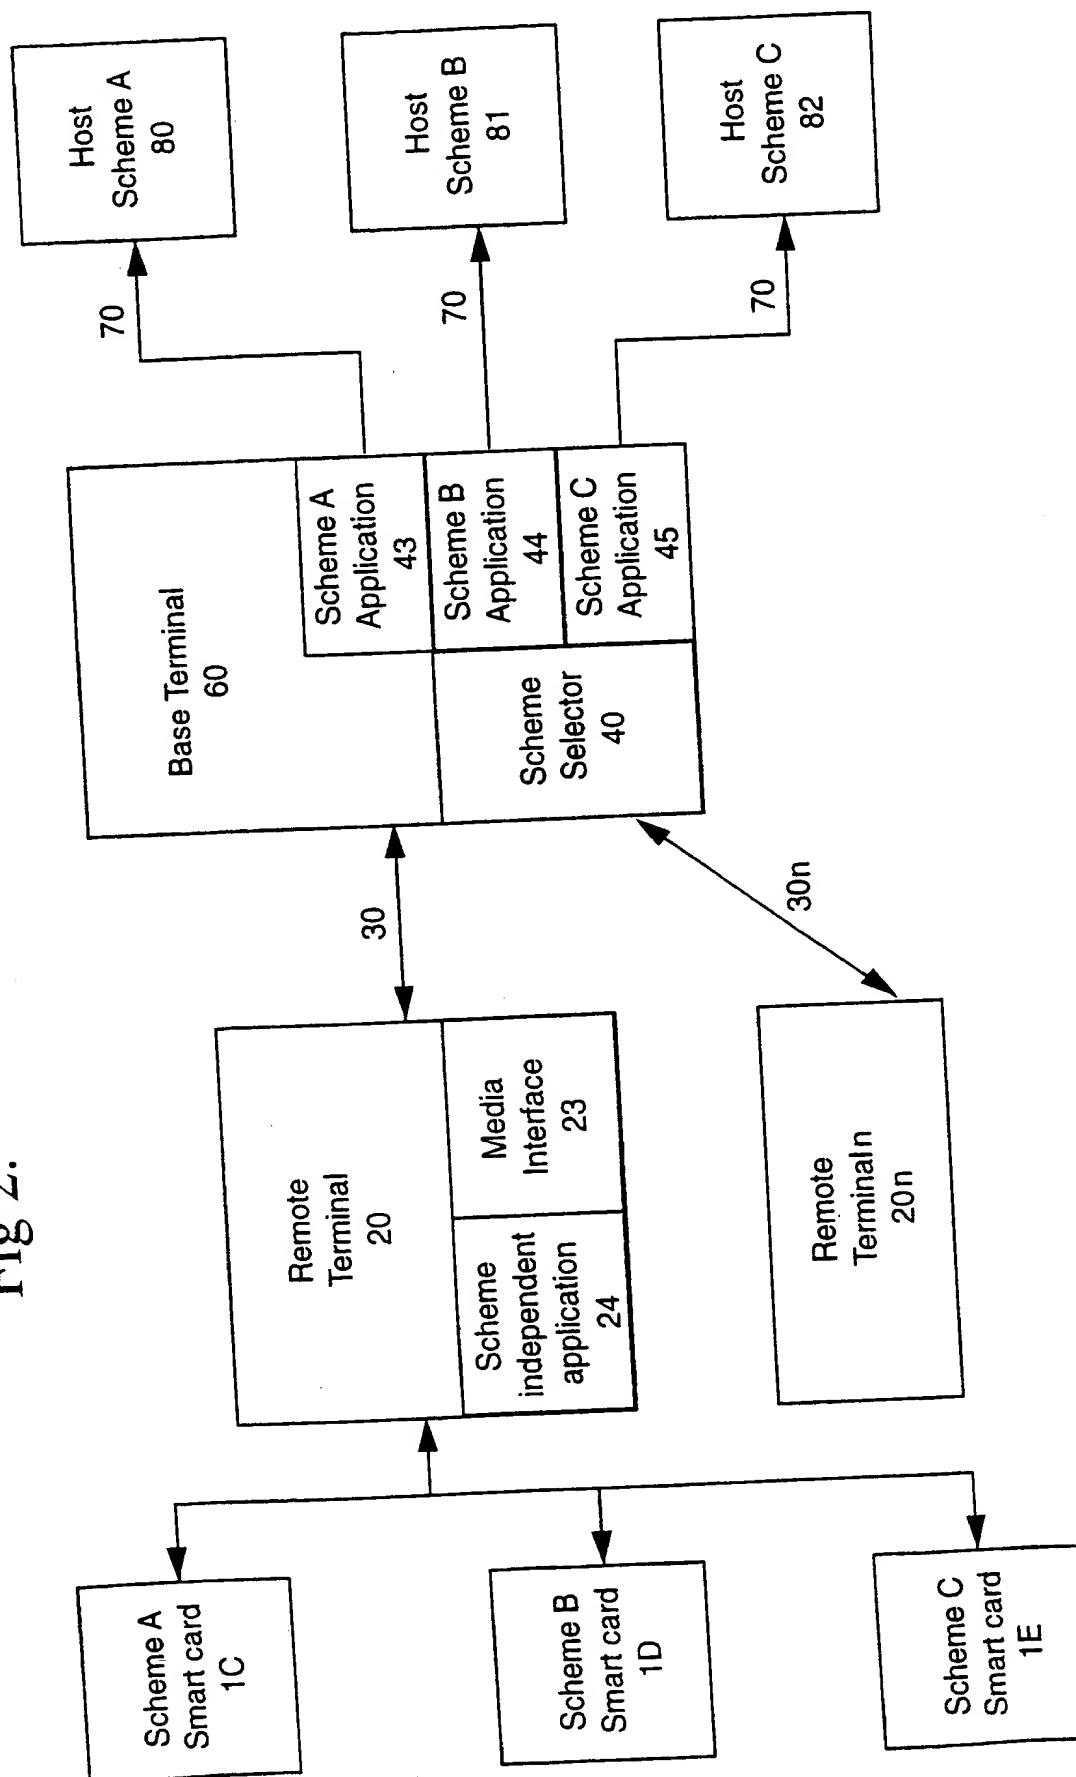 Fig 2.
Scheme A
Smart card
1C
Scheme B
Smart card
1D
Scheme C
Smart card
1E
Remote
Terminal
20
Scheme
independent
application
24
Media
Interface
23
Remote
Terminal n
20n
30
30n
Base Terminal
60
Scheme
Selector
40
Scheme A
Application
43
Scheme B
Application
44
Scheme C
Application
45
70
70
70
Host
Scheme A
80
Host
Scheme B
81
Host
Scheme C
82